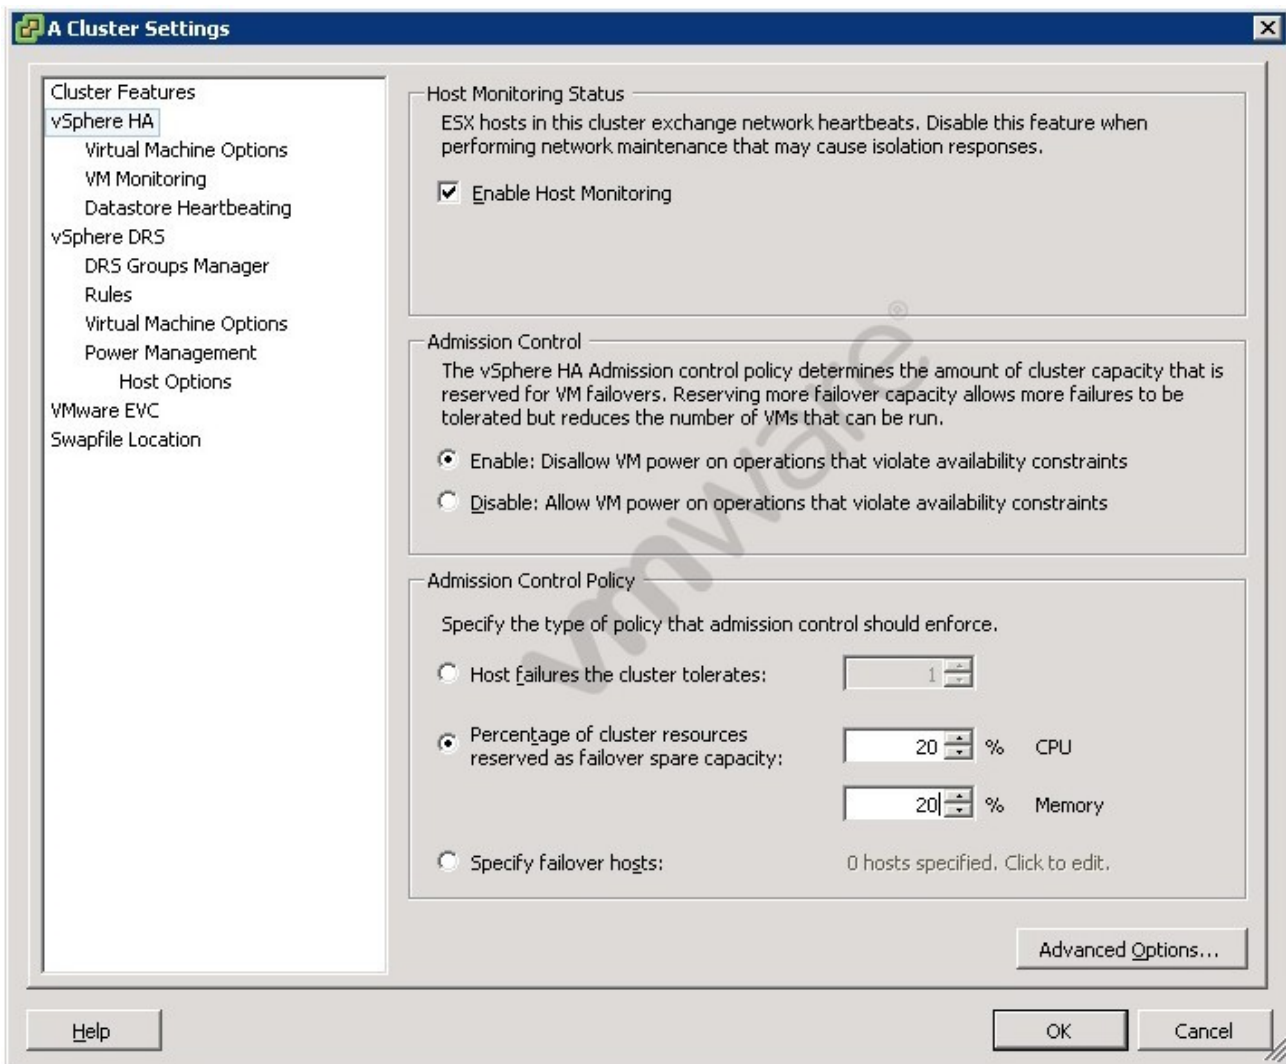 A Cluster Settings
Cluster Features
vSphere HA
Virtual Machine Options
VM Monitoring
Datastore Heartbeating
vSphere DRS
DRS Groups Manager
Rules
Virtual Machine Options
Power Management
Host Options
VMware EVC
Swapfile Location
Host Monitoring Status
ESX hosts in this cluster exchange network heartbeats. Disable this feature when
performing network maintenance that may cause isolation responses.
Enable Host Monitoring
Admission Control
The vSphere HA Admission control policy determines the amount of cluster capacity that is
reserved for VM failovers. Reserving more failover capacity allows more failures to be
tolerated but reduces the number of VMs that can be run.
Enable: Disallow VM power on operations that violate availability constraints
Disable: Allow VM power on operations that violate availability constraints
Admission Control Policy
Specify the type of policy that admission control should enforce.
Host failures the cluster tolerates: 1
Percentage of cluster resources
reserved as failover spare capacity: 20 % CPU
20 % Memory
Specify failover hosts: 0 hosts specified. Click to edit.
Advanced Options...
Help OK Cancel
vmware®